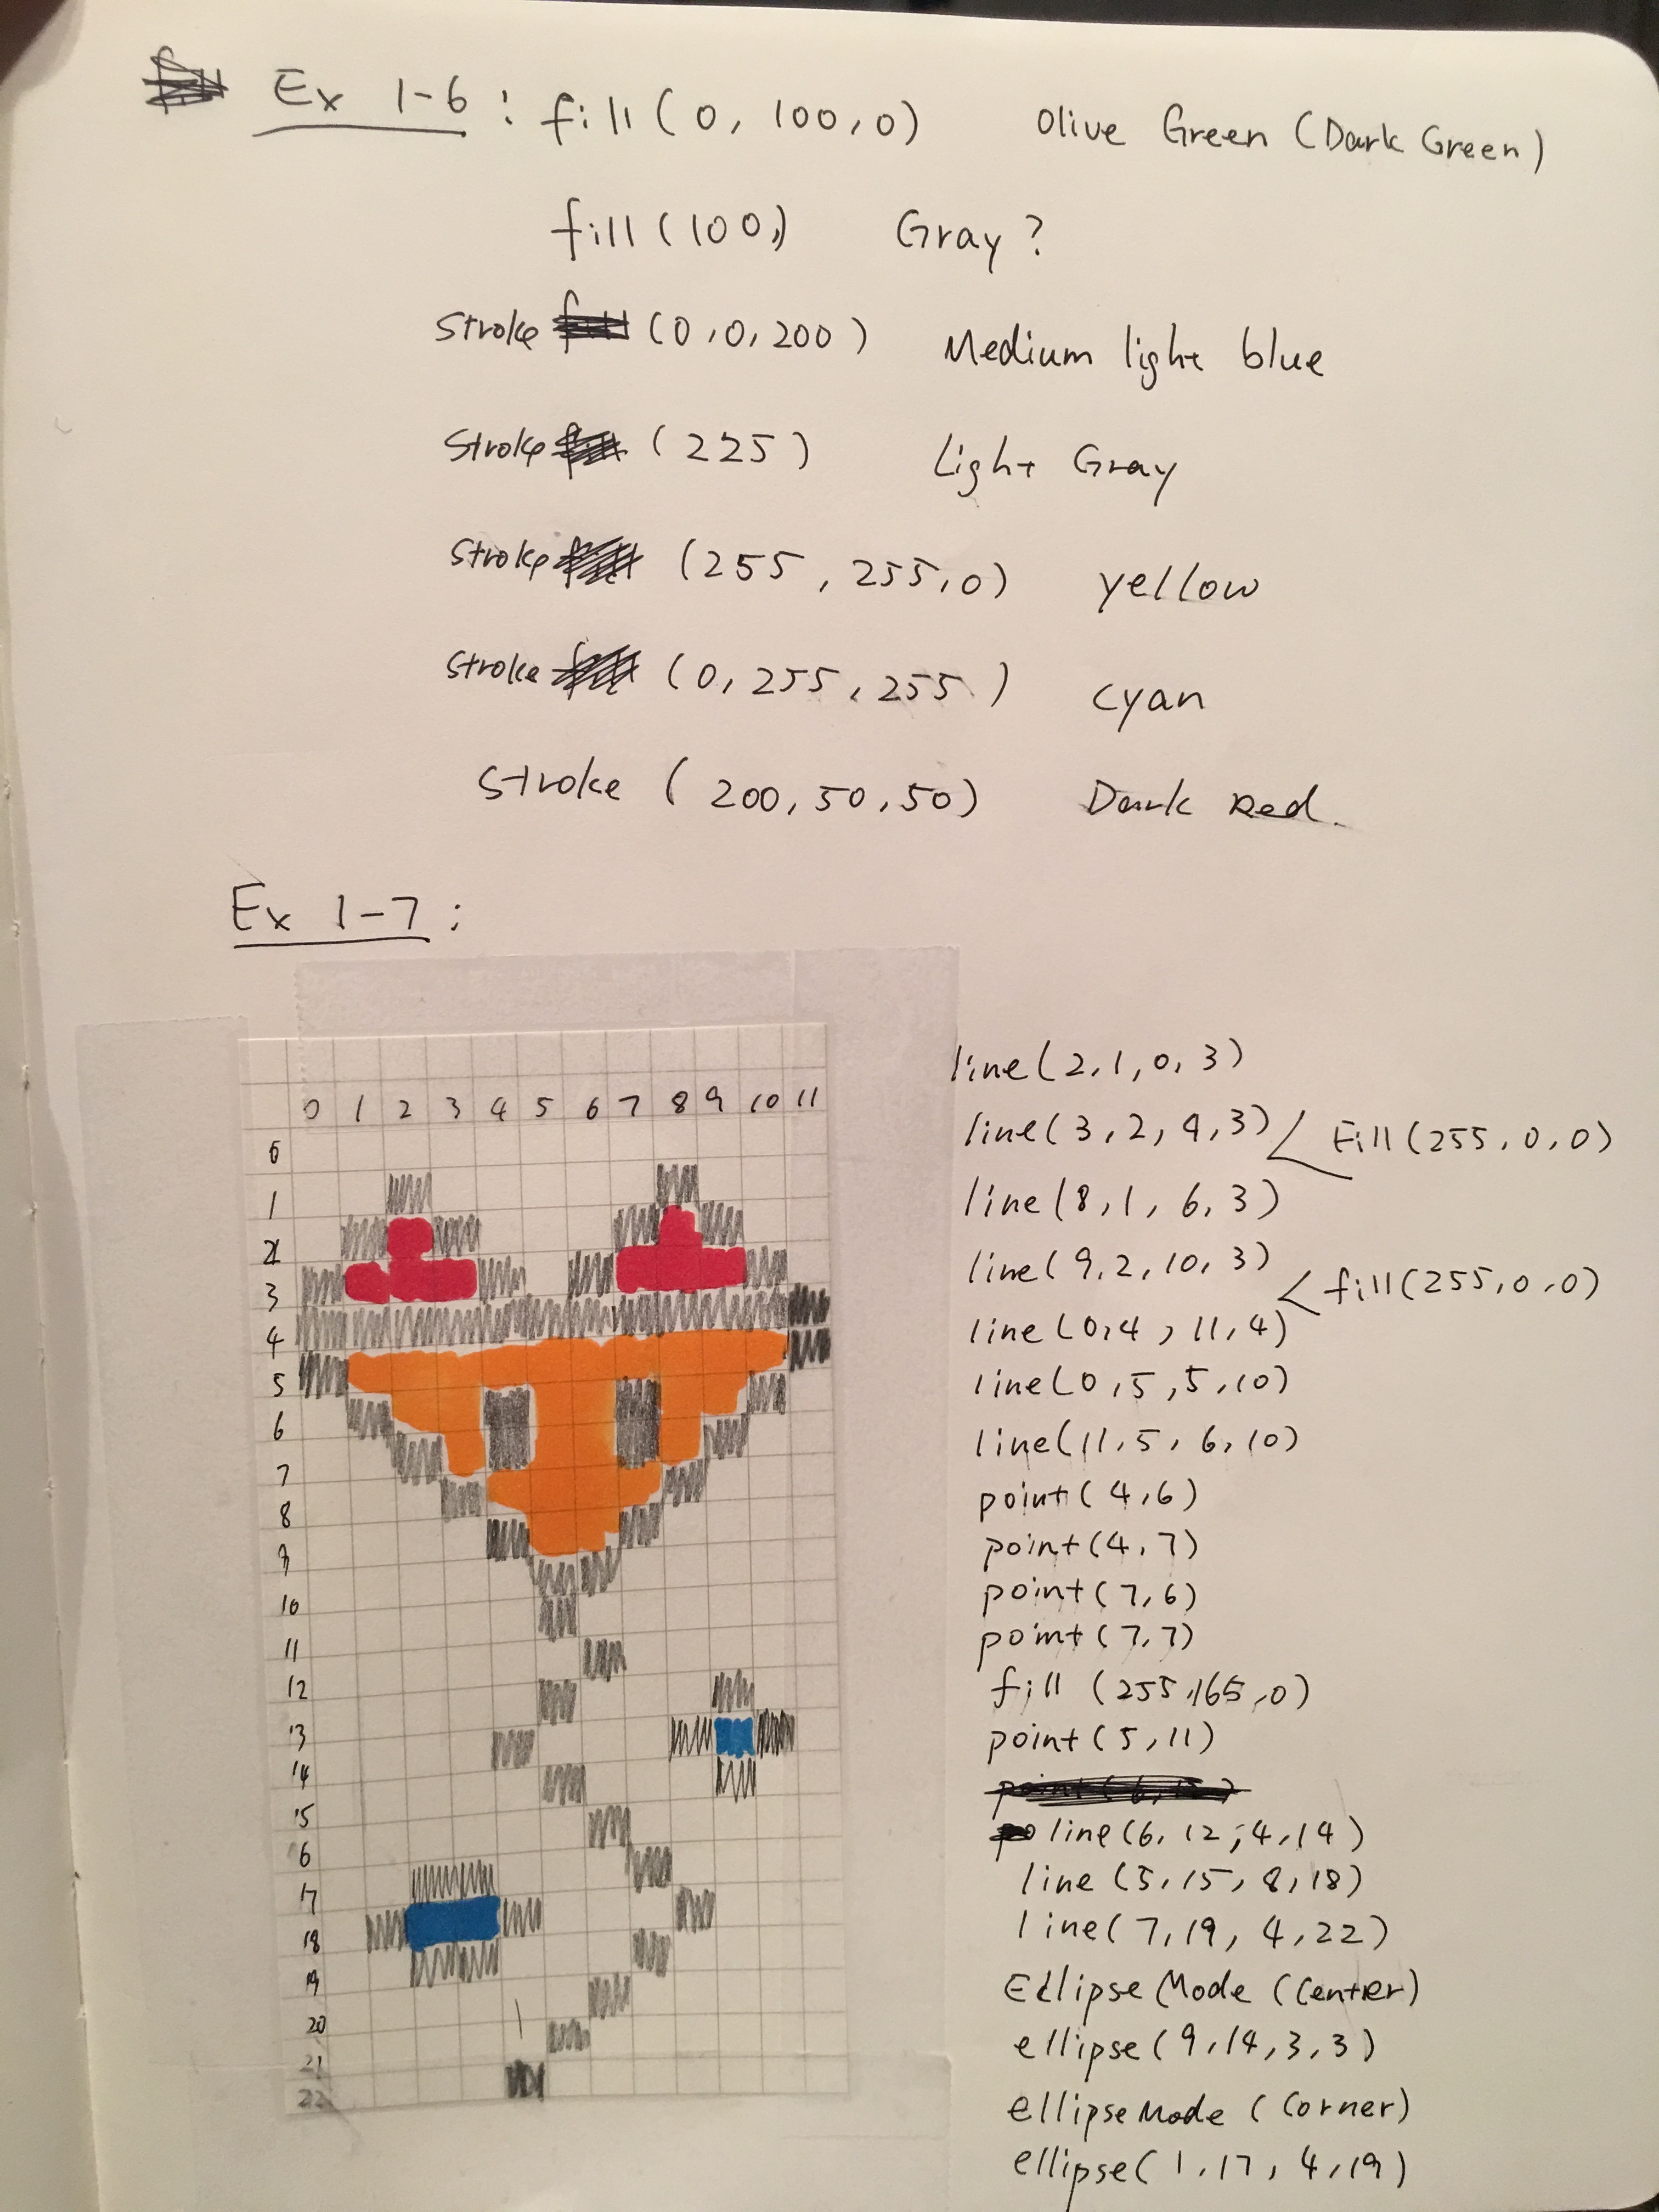 Ex 1-6 : fill(0, 100, 0) Olive Green (Dark Green)
fill(100,) Gray?
Stroke (0, 0, 200) Medium light blue
Stroke (225) Light Gray
Stroke (255, 255, 0) yellow
Stroke (0, 255, 255) cyan
Stroke (200, 50, 50) Dark Red.
Ex 1-7 :
0 1 2 3 4 5 6 7 8 9 10 11
0
1
2
3
4
5
6
7
8
9
10
11
12
13
14
15
6
17
18
19
20
21
22
line(2, 1, 0, 3)
line(3, 2, 4, 3) < Fill(255, 0, 0)
line(8, 1, 6, 3)
line(9, 2, 10, 3) < fill(255, 0, 0)
line(0, 4, 11, 4)
line(0, 5, 5, 10)
line(11, 5, 6, 10)
point(4, 6)
point(4, 7)
point(7, 6)
point(7, 7)
fill (255, 165, 0)
point(5, 11)
line(6, 12, 4, 14)
line(5, 15, 8, 18)
line(7, 19, 4, 22)
EllipseMode (Center)
ellipse(9, 14, 3, 3)
ellipseMode (Corner)
ellipse(1, 17, 4, 19)